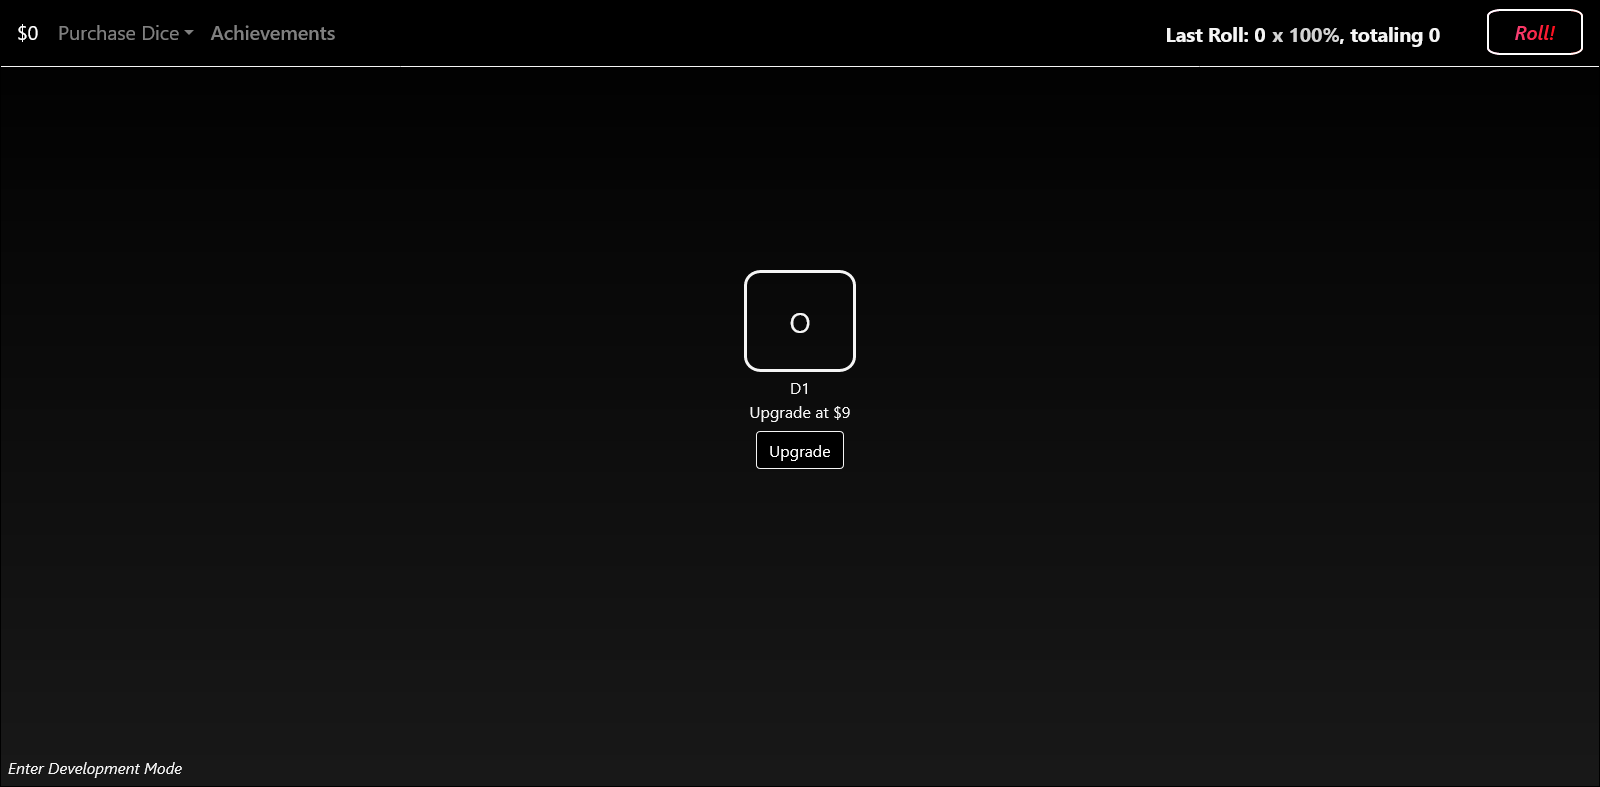 $0 Purchase Dice Achievements Last Roll: 0 x 100%, totaling 0 Roll!
O
D1
Upgrade at $9
Upgrade
Enter Development Mode